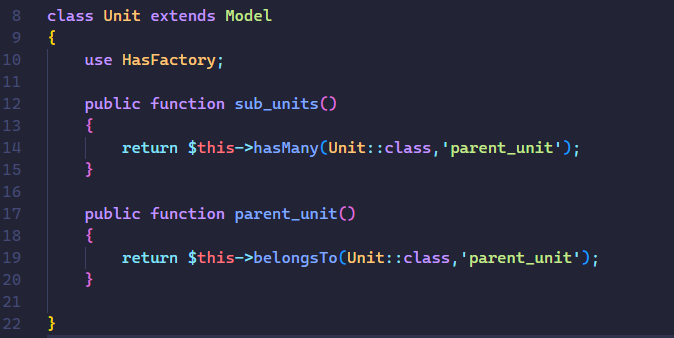 8 class Unit extends Model
9 {
10     use HasFactory;
11
12     public function sub_units()
13     {
14         return $this->hasMany(Unit::class,'parent_unit');
15     }
16
17     public function parent_unit()
18     {
19         return $this->belongsTo(Unit::class,'parent_unit');
20     }
21
22 }